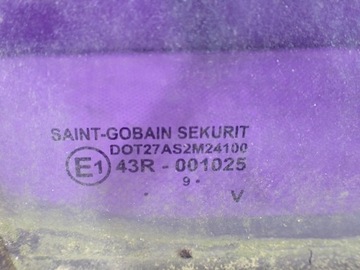 SAINT-GOBAIN SEKURIT
DOT27AS2M24100
E1 43R - 001025
9 •
• V